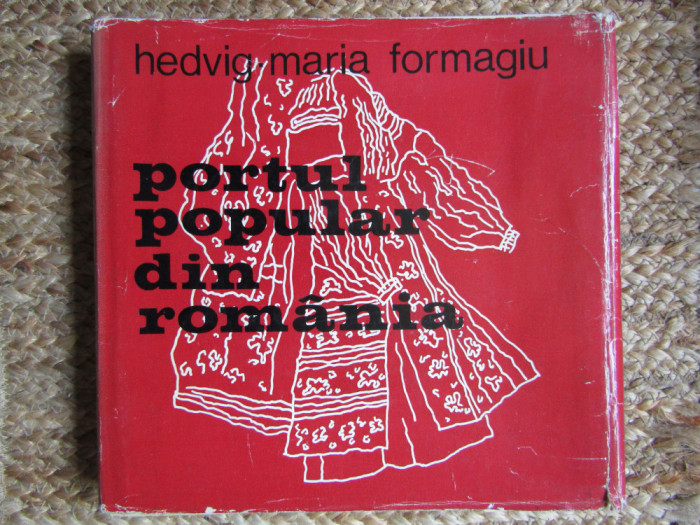 hedvig-maria formagiu
portul
popular
din
românia